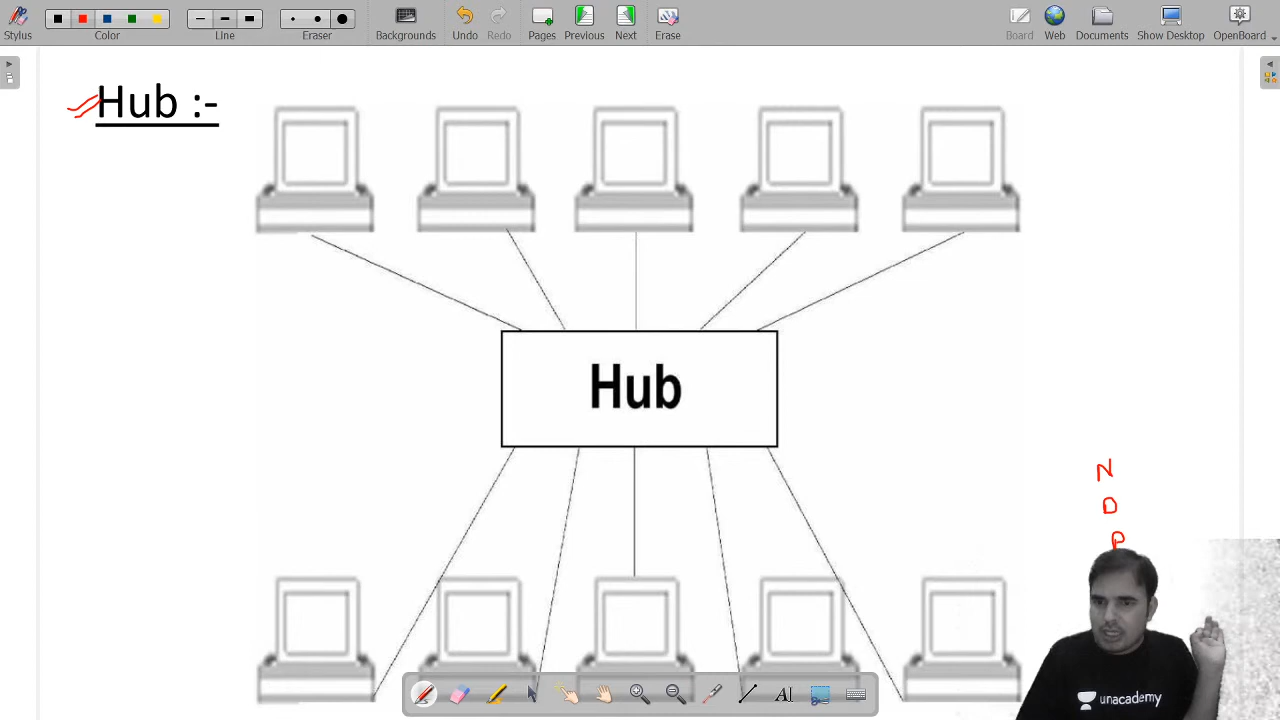 Stylus
Color
Line
Eraser
Backgrounds
Undo
Redo
Pages
Previous
Next
Erase
Board
Web
Documents
Show Desktop
OpenBoard
Hub :-
Hub
N
D
P
unacademy